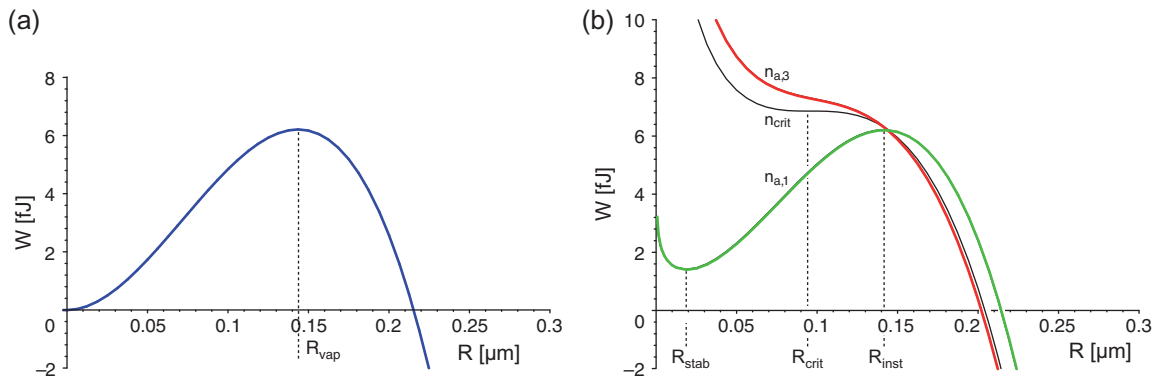 (a)
W [fJ]
8
6
4
2
0
−2
0.05
0.1
0.15
0.2
0.25
0.3
R_vap
R [µm]
(b)
W [fJ]
10
8
6
4
2
0
−2
n_a,3
n_crit
n_a,1
0.05
0.1
0.15
0.2
0.25
0.3
R_stab
R_crit
R_inst
R [µm]